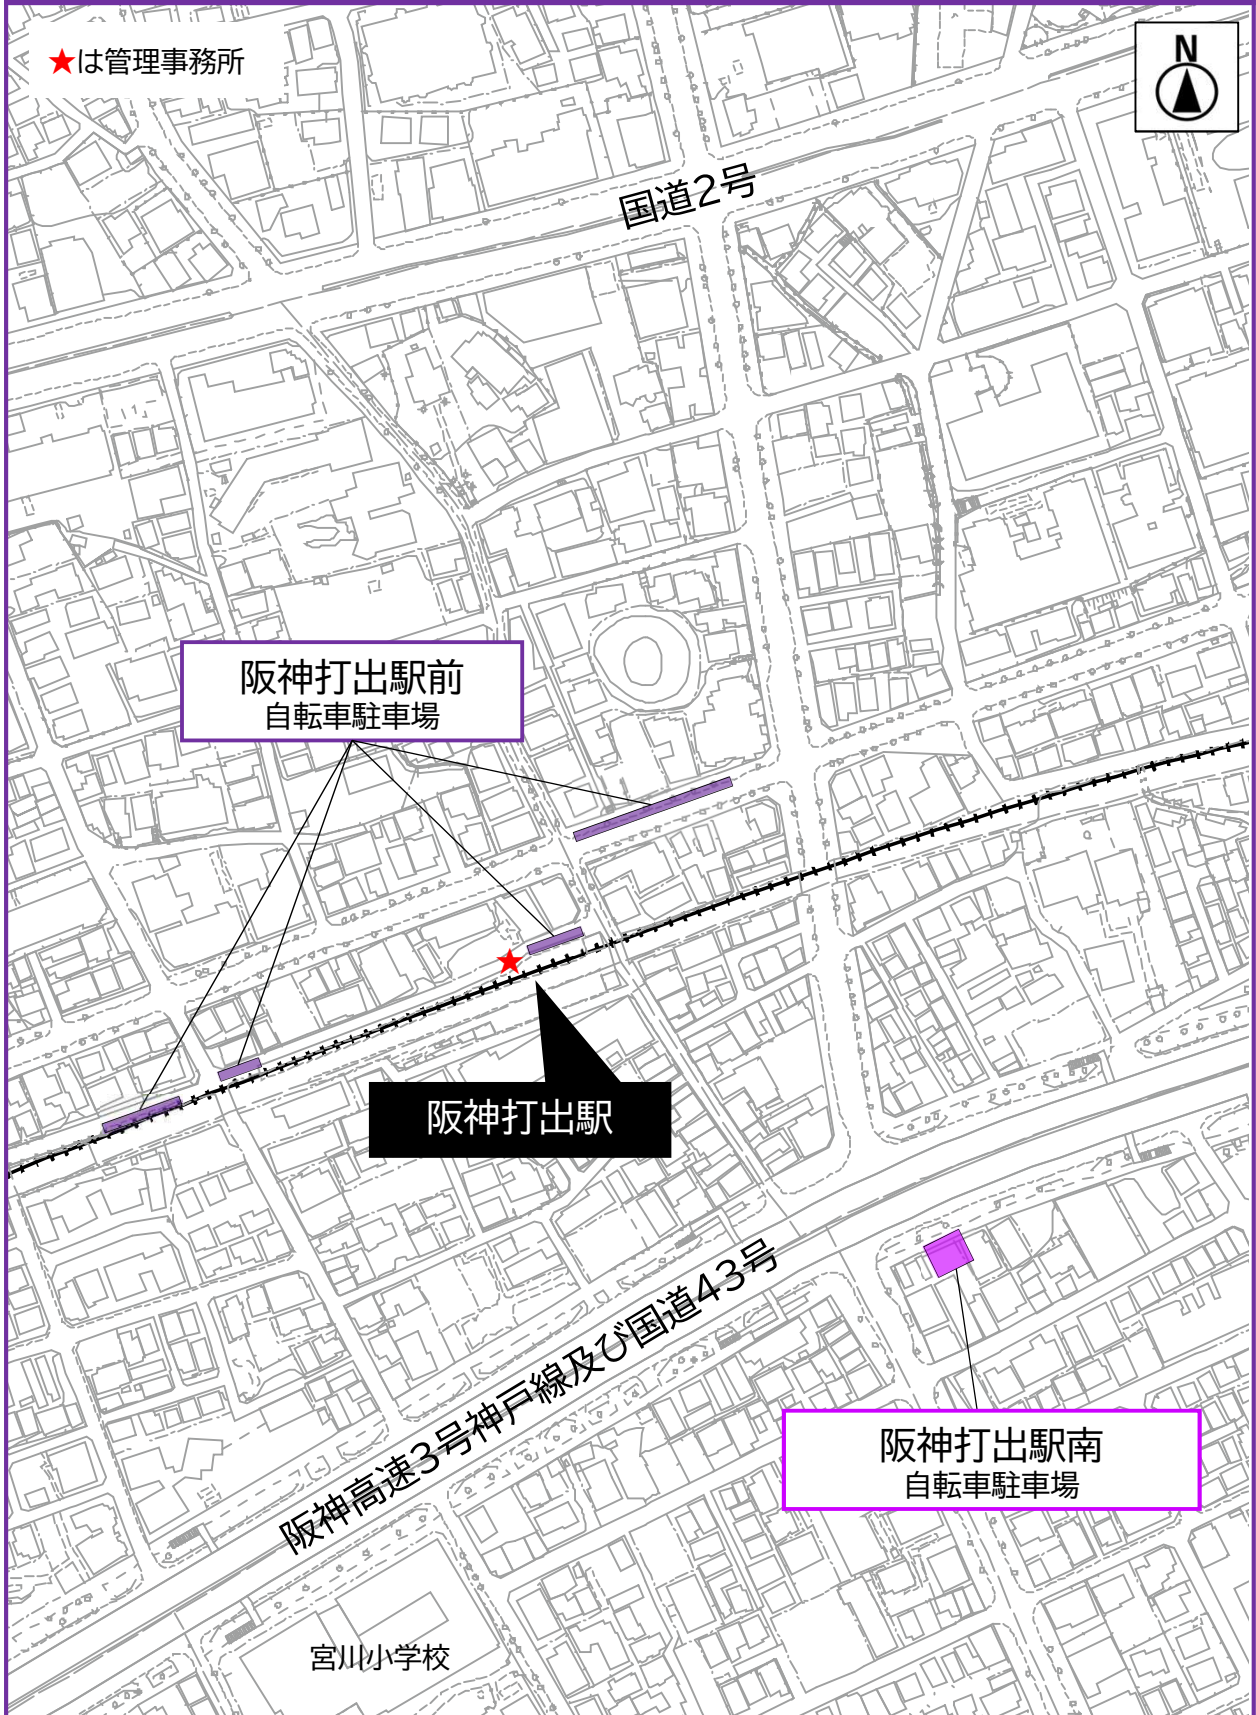 ★は管理事務所
N
国道2号
阪神打出駅前
自転車駐車場
阪神打出駅
阪神高速3号神戸線及び国道43号
阪神打出駅南
自転車駐車場
宮川小学校